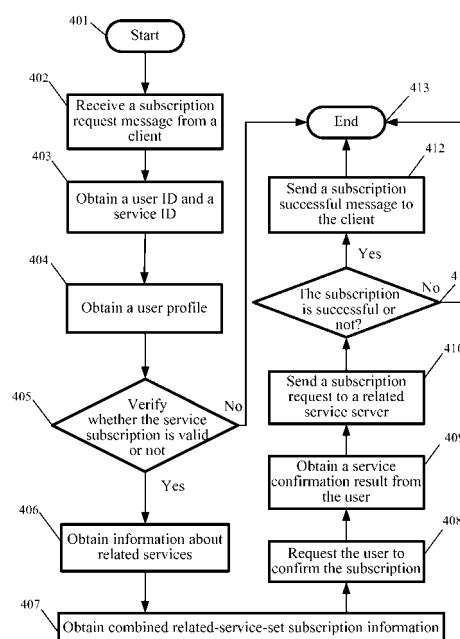 401
Start
402
Receive a subscription
request message from a
client
403
Obtain a user ID and a
service ID
404
Obtain a user profile
405
Verify
whether the service
subscription is valid
or not
No
Yes
406
Obtain information about
related services
407
Obtain combined related-service-set subscription information
408
Request the user to
confirm the subscription
409
Obtain a service
confirmation result from
the user
410
Send a subscription
request to a related
service server
The subscription
is successful or
not?
No
Yes
412
Send a subscription
successful message to
the client
413
End